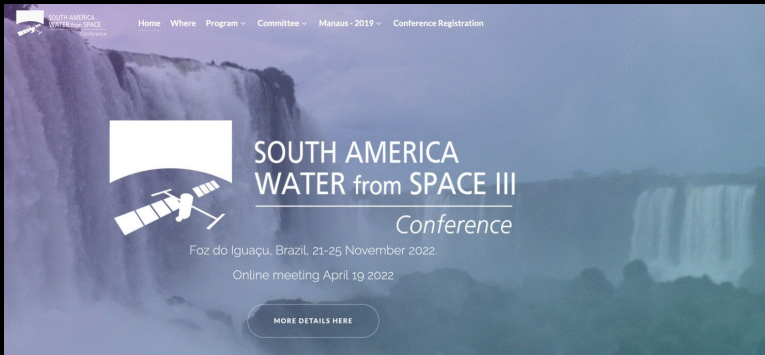 SOUTH AMERICA
WATER from SPACE
Conference
Home Where Program Committee Manaus - 2019 Conference Registration
SOUTH AMERICA
WATER from SPACE III
Conference
Foz do Iguaçu, Brazil, 21-25 November 2022.
Online meeting April 19 2022
MORE DETAILS HERE